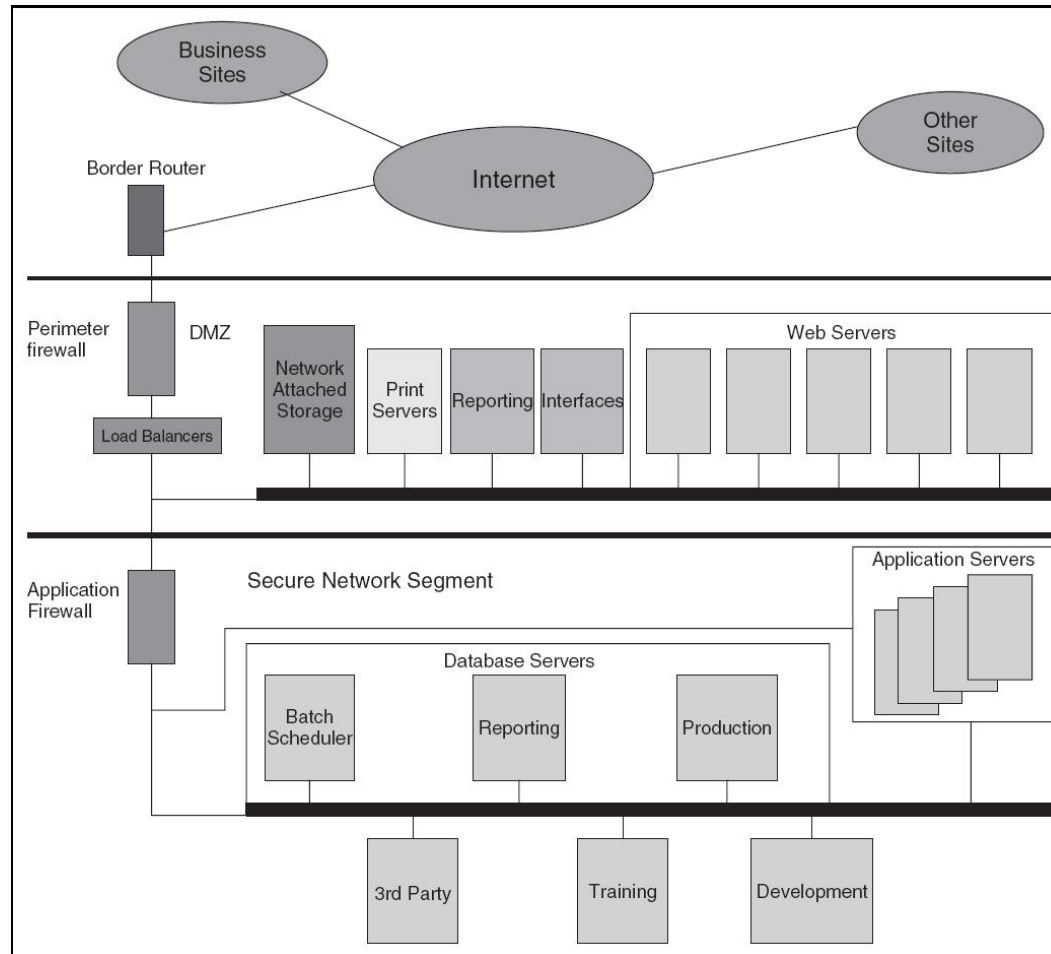 Business
Sites
Other
Sites
Internet
Border Router
Perimeter
firewall
DMZ
Load Balancers
Network
Attached
Storage
Print
Servers
Reporting
Interfaces
Web Servers
Application
Firewall
Secure Network Segment
Application Servers
Database Servers
Batch
Scheduler
Reporting
Production
3rd Party
Training
Development